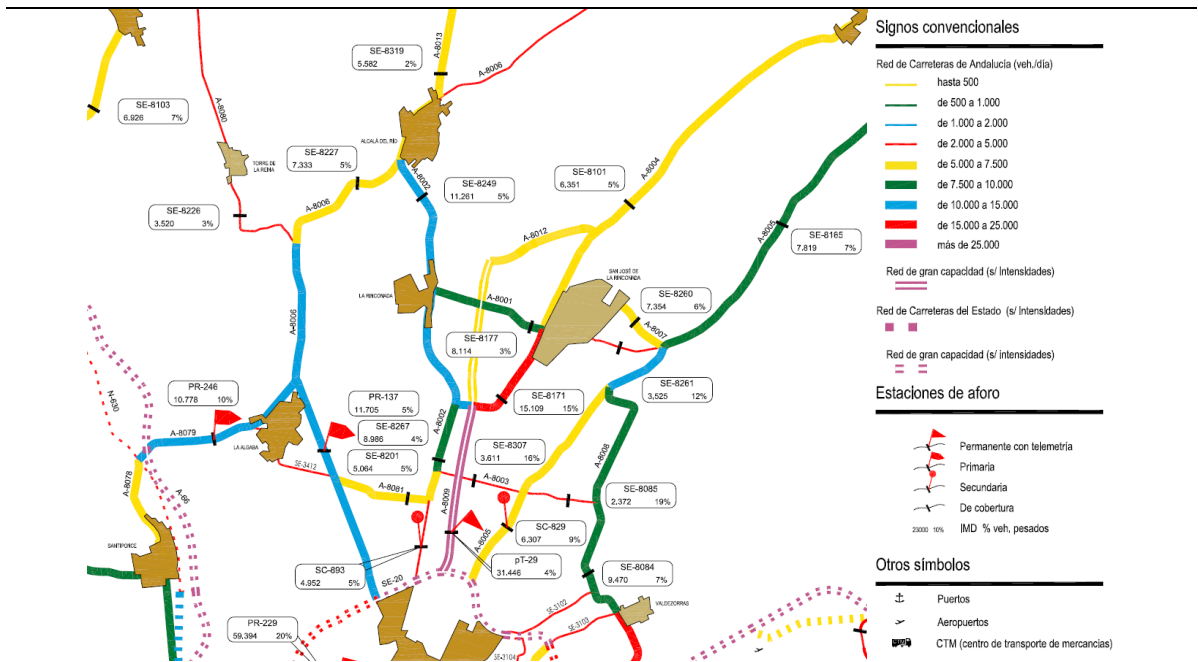 SE-8319
5.582 2%
A-8013
A-8006
SE-8103
6.926 7%
A-8080
ALCALÁ DEL RÍO
SE-8227
7.333 5%
TORRE DE
LA REINA
A-8002
SE-8249
11.261 5%
SE-8101
6,351 5%
A-8004
SE-8226
3.520 3%
A-8006
A-8012
A-8005
SE-8165
7.819 7%
SAN JOSÉ DE
LA RINCONADA
LA RINCONADA
A-8001
SE-8260
7.354 6%
A-8006
SE-8177
8.114 3%
A-8007
PR-246
10.778 10%
PR-137
11.705 5%
SE-8171
15.109 15%
SE-8261
3,525 12%
N-630
SE-8267
8.986 4%
A-8002
A-8079
LA ALGABA
SE-8307
3.611 16%
A-8008
SE-8201
5,064 5%
SE-3412
A-8003
A-8078
A-66
A-8081
A-8009
SE-8085
2,372 19%
A-8005
SC-829
6,307 9%
SANTIPONCE
SC-893
4.952 5%
SE-20
pT-29
31.446 4%
SE-8084
9.470 7%
SE-3102
VALDEZORRAS
PR-229
59,394 20%
SE-3103
SE-3104
Signos convencionales
Red de Carreteras de Andalucía (veh./día)
hasta 500
de 500 a 1.000
de 1.000 a 2.000
de 2.000 a 5.000
de 5.000 a 7.500
de 7.500 a 10.000
de 10.000 a 15.000
de 15.000 a 25.000
más de 25.000
Red de gran capacidad (s/ Intensidades)
Red de Carreteras del Estado (s/ Intensidades)
Red de gran capacidad (s/ intensidades)
Estaciones de aforo
Permanente con telemetría
Primaria
Secundaria
De cobertura
23000 10% IMD % veh, pesados
Otros símbolos
Puertos
Aeropuertos
CTM (centro de transporte de mercancias)